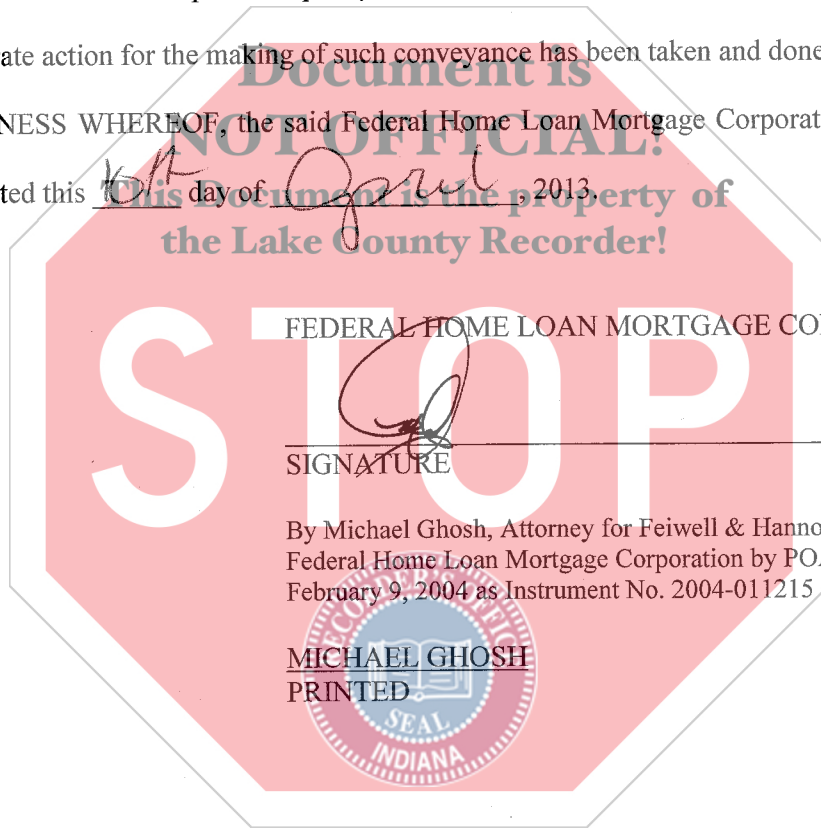 ate action for the making of such conveyance has been taken and done
Document is
NESS WHEREOF, the said Federal Home Loan Mortgage Corporat
NOT OFFICIAL!
ted this day of April, 2013.
This Document is the property of
the Lake County Recorder!
STOP
FEDERAL HOME LOAN MORTGAGE CO
SIGNATURE
By Michael Ghosh, Attorney for Feiwell & Hanno
Federal Home Loan Mortgage Corporation by PO
February 9, 2004 as Instrument No. 2004-011215
RECORDER'S OFFIC
MICHAEL GHOSH
PRINTED
SEAL
INDIANA